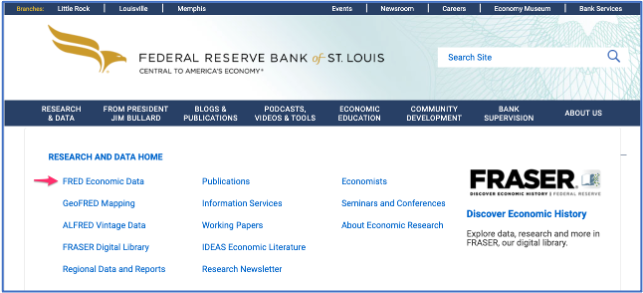 Branches: Little Rock | Louisville | Memphis Events | Newsroom | Careers | Economy Museum | Bank Services
FEDERAL RESERVE BANK of ST. LOUIS
CENTRAL TO AMERICA'S ECONOMY®
Search Site
RESEARCH & DATA
FROM PRESIDENT JIM BULLARD
BLOGS & PUBLICATIONS
PODCASTS, VIDEOS & TOOLS
ECONOMIC EDUCATION
COMMUNITY DEVELOPMENT
BANK SUPERVISION
ABOUT US
RESEARCH AND DATA HOME
FRED Economic Data
GeoFRED Mapping
ALFRED Vintage Data
FRASER Digital Library
Regional Data and Reports
Publications
Information Services
Working Papers
IDEAS Economic Literature
Research Newsletter
Economists
Seminars and Conferences
About Economic Research
FRASER.
DISCOVER ECONOMIC HISTORY | FEDERAL RESERVE
Discover Economic History
Explore data, research and more in
FRASER, our digital library.